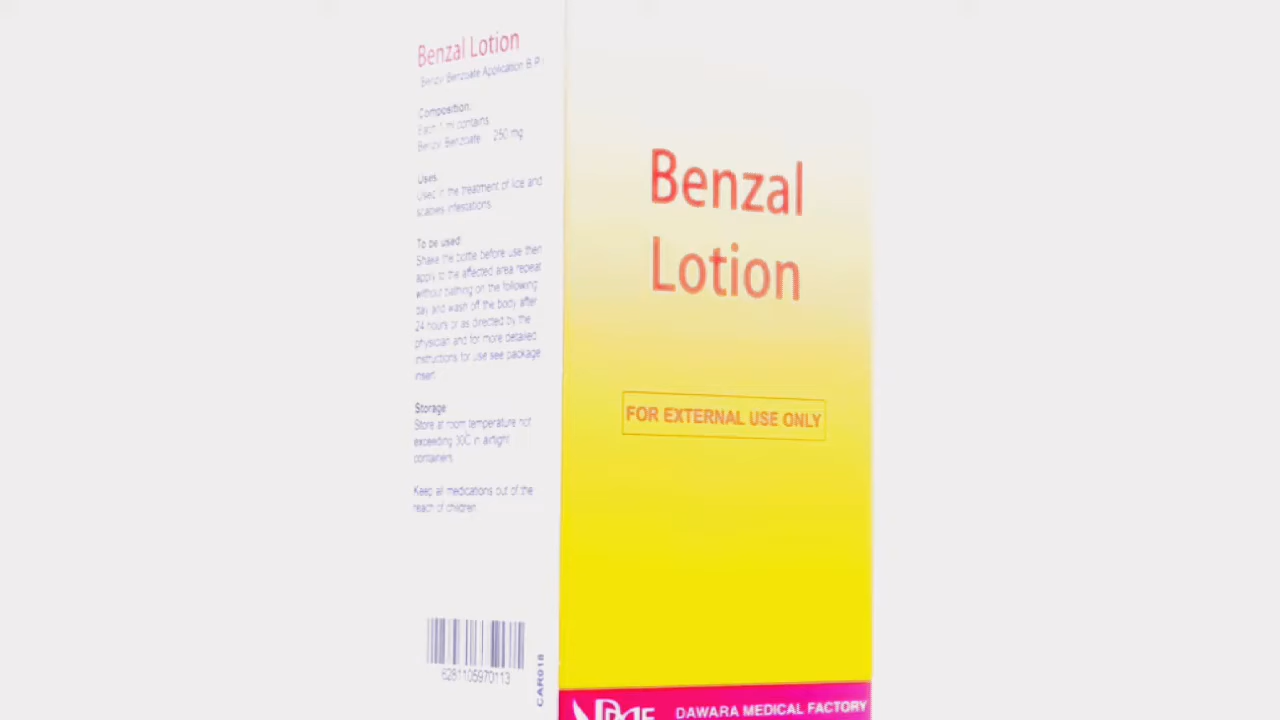 Benzal Lotion
Benzyl Benzoate Application B.P.
Composition:
Each 1 ml contains
Benzyl Benzoate 250 mg
Uses:
Used in the treatment of lice and
scabies infestations
To be used:
Shake the bottle before use then
apply to the affected area repeat
without bathing on the following
day and wash off the body after
24 hours or as directed by the
physician and for more detailed
instructions for use see package
insert
Storage
Store at room temperature not
exceeding 30C in airtight
containers
Keep all medications out of the
reach of children
6281105970113
CAR018
Benzal
Lotion
FOR EXTERNAL USE ONLY
DAWARA MEDICAL FACTORY